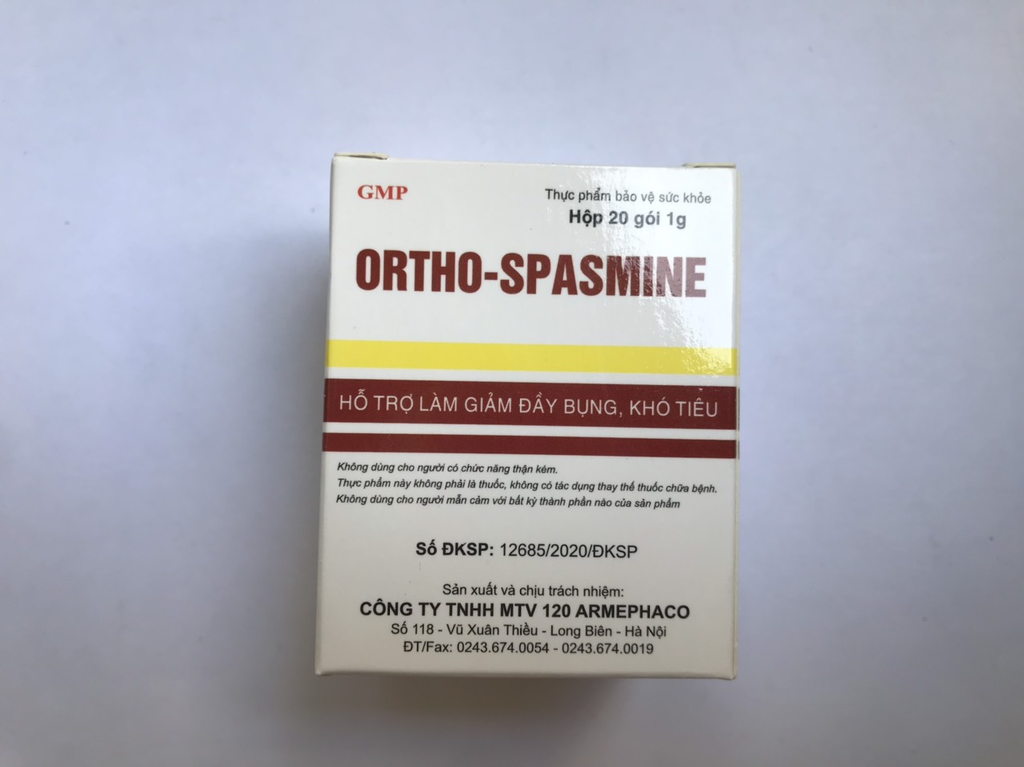 GMP
Thực phẩm bảo vệ sức khỏe
Hộp 20 gói 1g
ORTHO-SPASMINE
HỖ TRỢ LÀM GIẢM ĐẦY BỤNG, KHÓ TIÊU
Không dùng cho người có chức năng thận kém.
Thực phẩm này không phải là thuốc, không có tác dụng thay thế thuốc chữa bệnh.
Không dùng cho người mẫn cảm với bất kỳ thành phần nào của sản phẩm
Số ĐKSP: 12685/2020/ĐKSP
Sản xuất và chịu trách nhiệm:
CÔNG TY TNHH MTV 120 ARMEPHACO
Số 118 - Vũ Xuân Thiều - Long Biên - Hà Nội
ĐT/Fax: 0243.674.0054 - 0243.674.0019